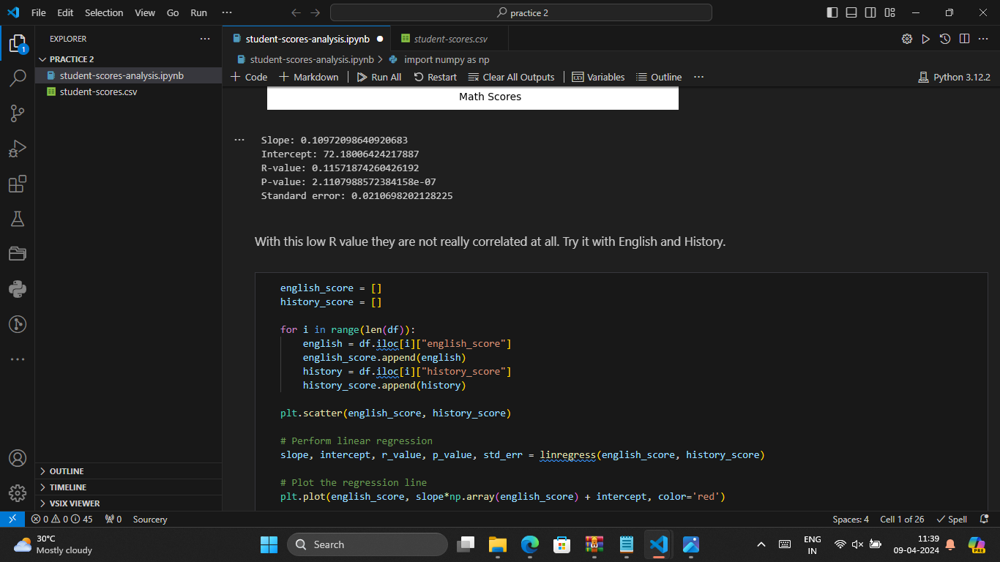 File Edit Selection View Go Run ···
practice 2
EXPLORER
PRACTICE 2
student-scores-analysis.ipynb
student-scores.csv
OUTLINE
TIMELINE
VSIX VIEWER
1
student-scores-analysis.ipynb student-scores.csv
student-scores-analysis.ipynb > import numpy as np
+ Code + Markdown Run All Restart Clear All Outputs Variables Outline ··· Python 3.12.2
Math Scores
Slope: 0.10972098640920683
Intercept: 72.18006424217887
R-value: 0.11571874260426192
P-value: 2.1107988572384158e-07
Standard error: 0.0210698202128225
With this low R value they are not really correlated at all. Try it with English and History.
english_score = []
history_score = []
for i in range(len(df)):
english = df.iloc[i]["english_score"]
english_score.append(english)
history = df.iloc[i]["history_score"]
history_score.append(history)
plt.scatter(english_score, history_score)
# Perform linear regression
slope, intercept, r_value, p_value, std_err = linregress(english_score, history_score)
# Plot the regression line
plt.plot(english_score, slope*np.array(english_score) + intercept, color='red')
0 0 45 0 Sourcery Spaces: 4 Cell 1 of 26 Spell
30°C
Mostly cloudy
Search
ENG
IN
11:39
09-04-2024
PRE